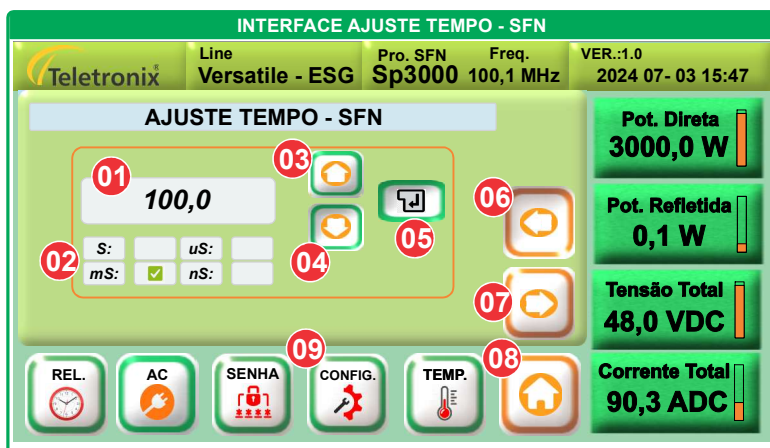 INTERFACE AJUSTE TEMPO - SFN
Teletronix
Line
Versatile - ESG
Pro. SFN
Sp3000
Freq.
100,1 MHz
VER.:1.0
2024 07- 03 15:47
AJUSTE TEMPO - SFN
01
100,0
02
S:
uS:
mS: ✅
nS:
03
04
05
06
07
08
09
Pot. Direta
3000,0 W
Pot. Refletida
0,1 W
Tensão Total
48,0 VDC
Corrente Total
90,3 ADC
REL.
AC
SENHA
****
CONFIG.
TEMP.